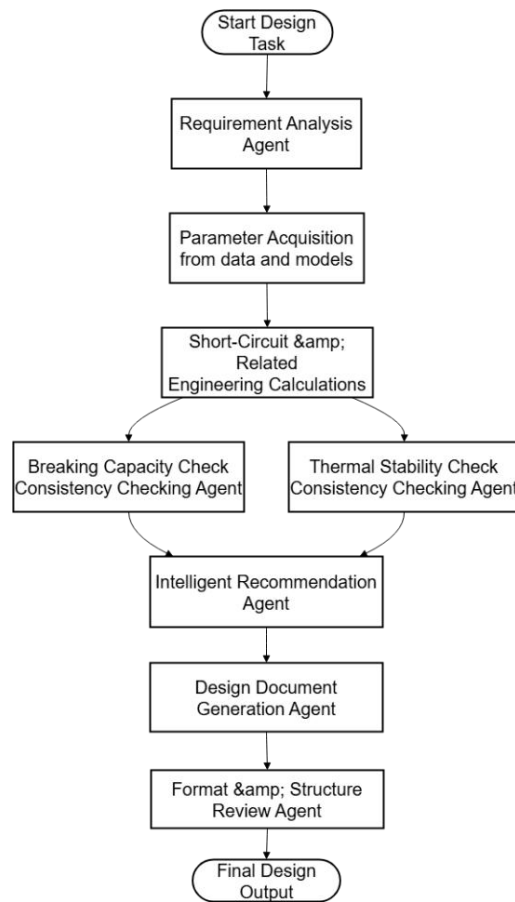 Start Design
Task
Requirement Analysis
Agent
Parameter Acquisition
from data and models
Short-Circuit &amp;
Related
Engineering Calculations
Breaking Capacity Check
Consistency Checking Agent
Thermal Stability Check
Consistency Checking Agent
Intelligent Recommendation
Agent
Design Document
Generation Agent
Format &amp; Structure
Review Agent
Final Design
Output